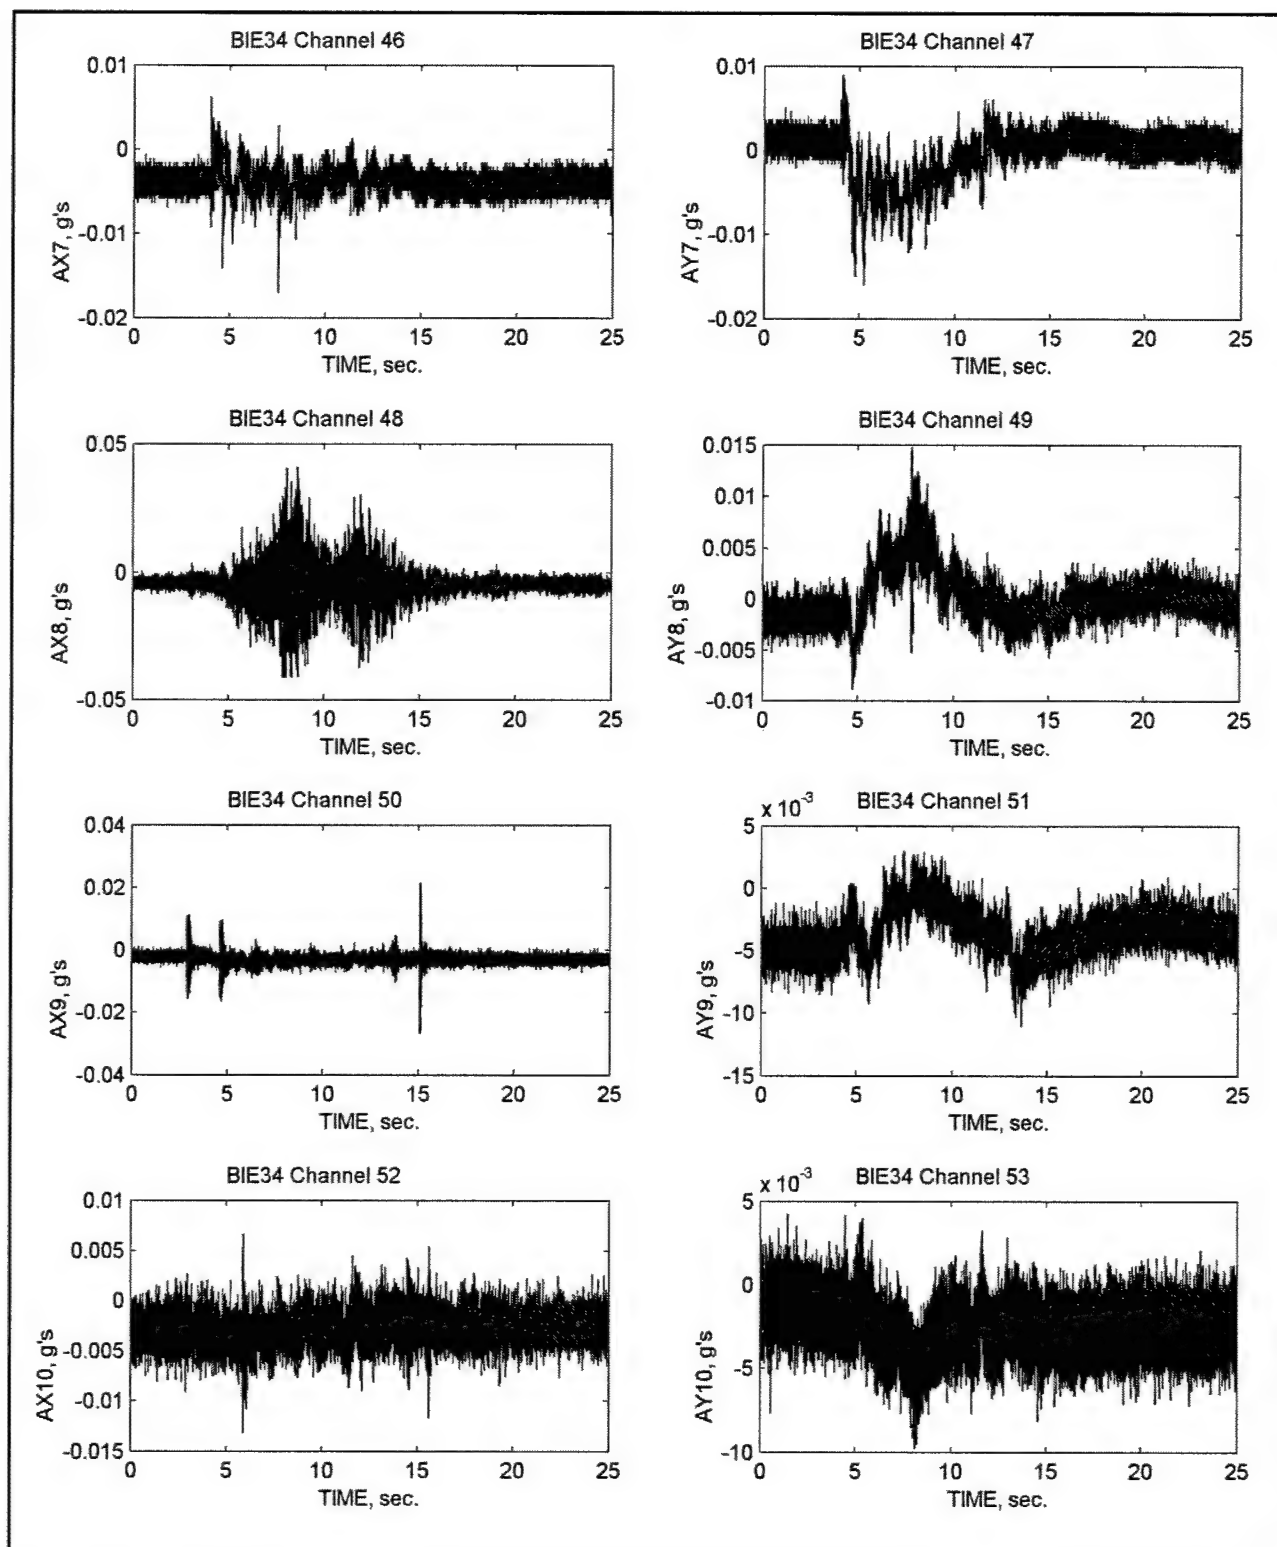 BIE34 Channel 46
0.01
0
-0.01
-0.02
AX7, g's
0 5 10 15 20 25
TIME, sec.
BIE34 Channel 47
0.01
0
-0.01
-0.02
AY7, g's
0 5 10 15 20 25
TIME, sec.
BIE34 Channel 48
0.05
0
-0.05
AX8, g's
0 5 10 15 20 25
TIME, sec.
BIE34 Channel 49
0.015
0.01
0.005
0
-0.005
-0.01
AY8, g's
0 5 10 15 20 25
TIME, sec.
BIE34 Channel 50
0.04
0.02
0
-0.02
-0.04
AX9, g's
0 5 10 15 20 25
TIME, sec.
x 10^-3 BIE34 Channel 51
5
0
-5
-10
-15
AY9, g's
0 5 10 15 20 25
TIME, sec.
BIE34 Channel 52
0.01
0.005
0
-0.005
-0.01
-0.015
AX10, g's
0 5 10 15 20 25
TIME, sec.
x 10^-3 BIE34 Channel 53
5
0
-5
-10
AY10, g's
0 5 10 15 20 25
TIME, sec.